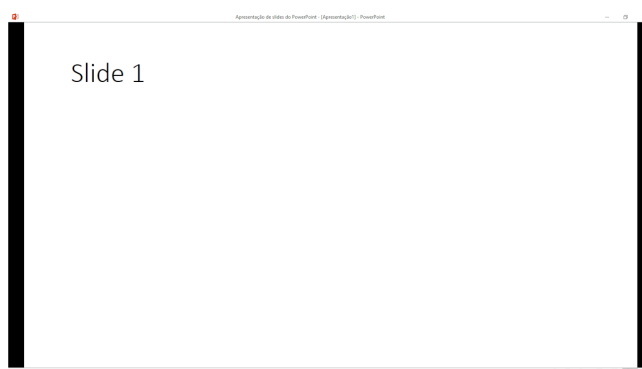 Apresentação de slides do PowerPoint - [Apresentação1] - PowerPoint
Slide 1